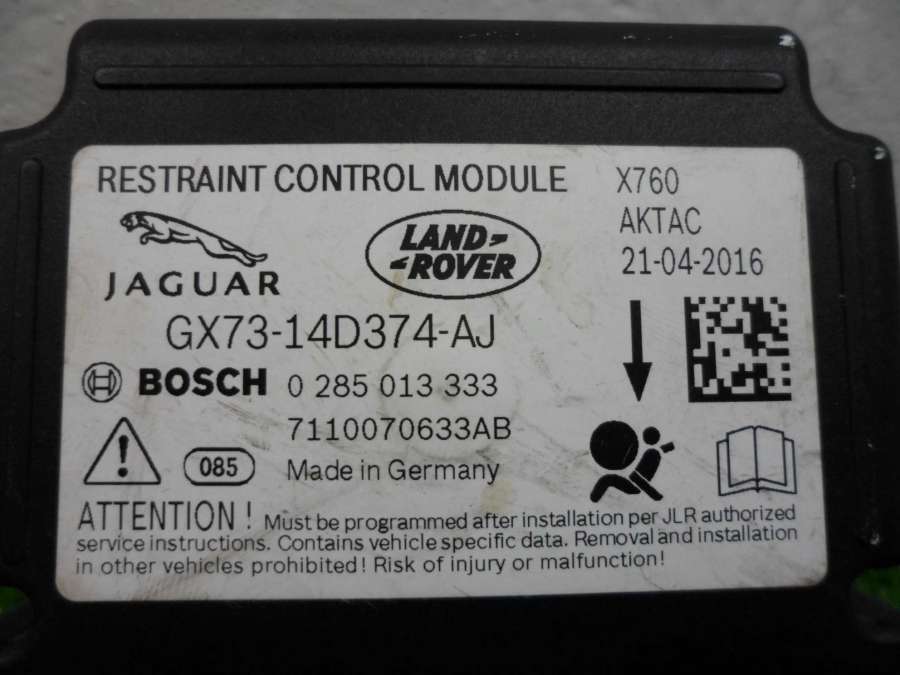 RESTRAINT CONTROL MODULE X760
AKTAC
21-04-2016
JAGUAR
LAND-
-ROVER
GX73-14D374-AJ
BOSCH 0 285 013 333
7110070633AB
085 Made in Germany
ATTENTION ! Must be programmed after installation per JLR authorized
service instructions. Contains vehicle specific data. Removal and installation
in other vehicles prohibited! Risk of injury or malfunction!